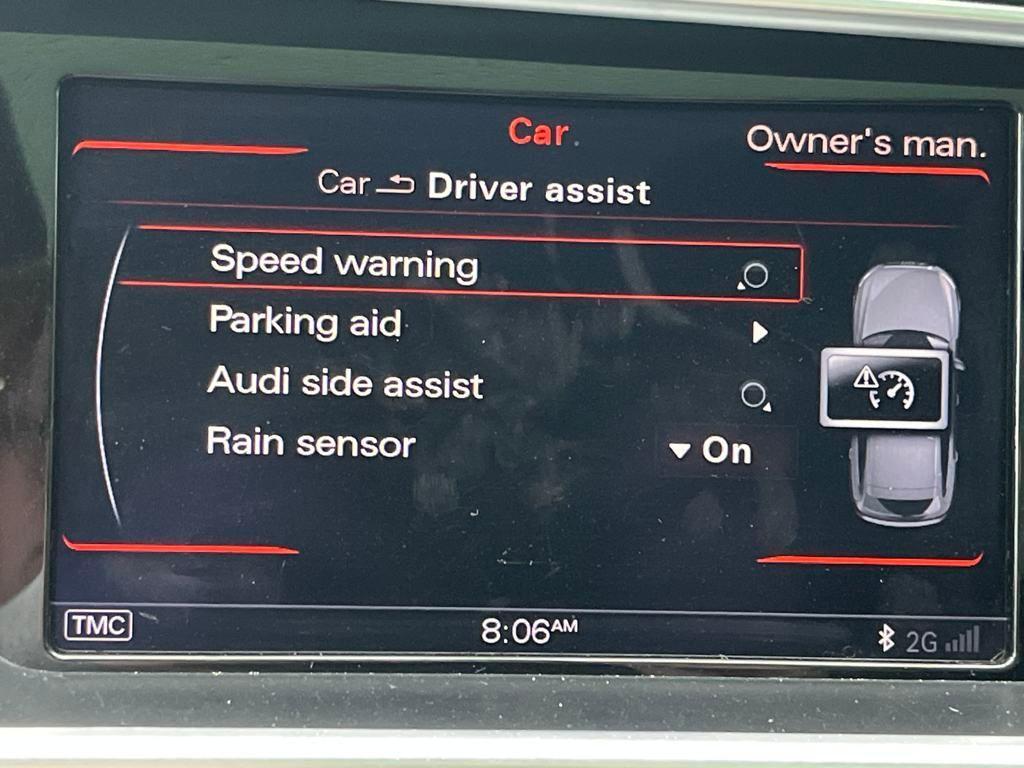 Car
Owner's man.
Car Driver assist
Speed warning
Parking aid
Audi side assist
Rain sensor On
TMC 8:06AM 2G